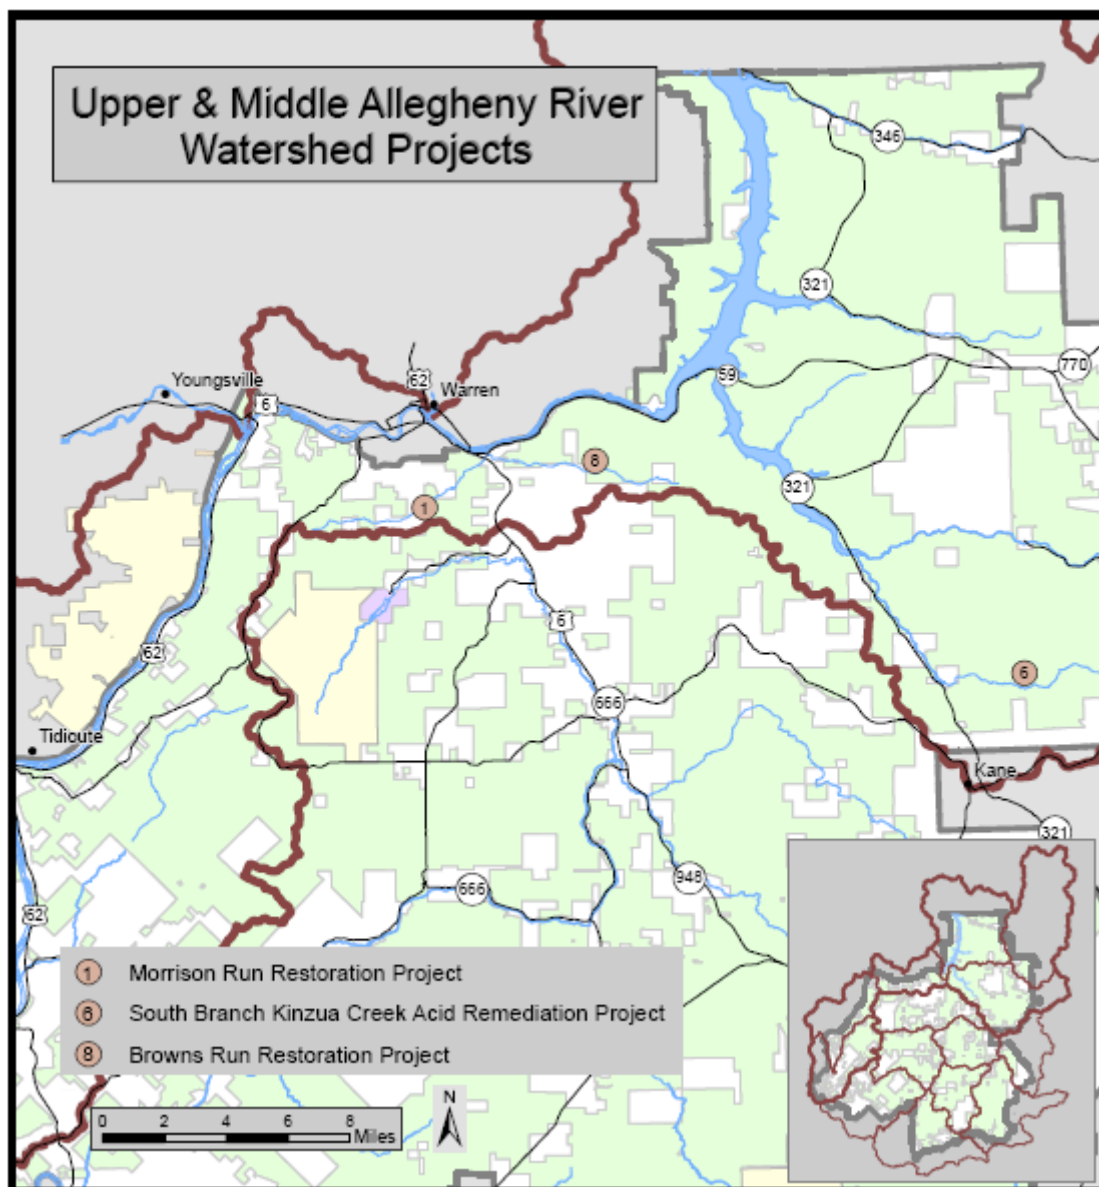 Upper & Middle Allegheny River
Watershed Projects
346
321
770
59
62
Warren
Youngsville
6
8
321
1
6
62
666
6
Tidioute
Kane
321
948
666
62
1 Morrison Run Restoration Project
6 South Branch Kinzua Creek Acid Remediation Project
8 Browns Run Restoration Project
N
0 2 4 6 8
Miles